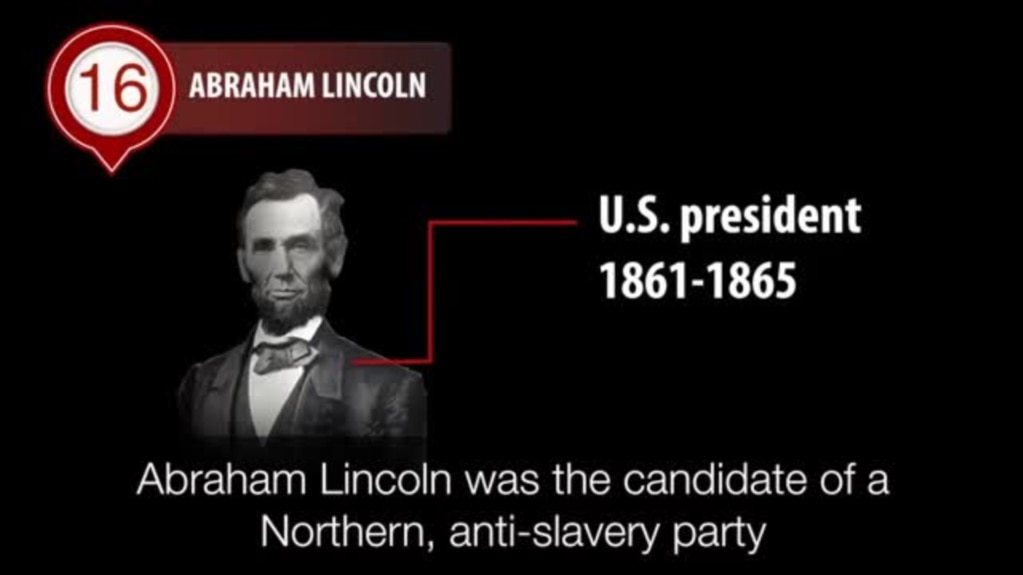 16
ABRAHAM LINCOLN
U.S. president
1861-1865
Abraham Lincoln was the candidate of a
Northern, anti-slavery party